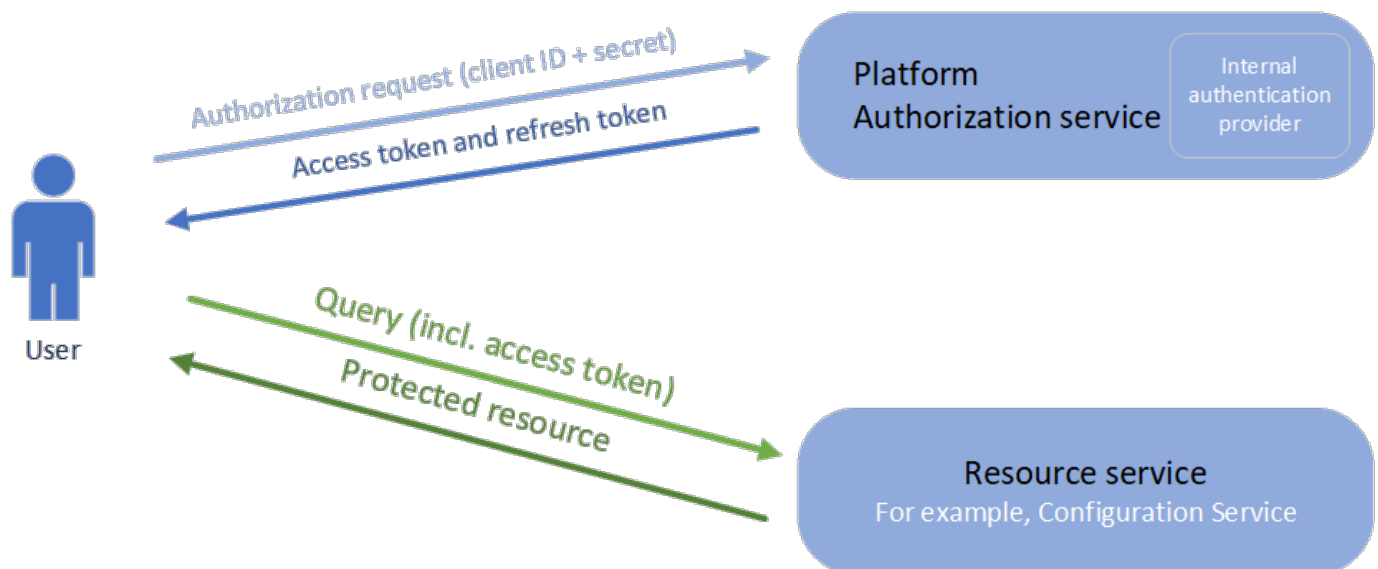 Authorization request (client ID + secret)
Access token and refresh token
Platform
Authorization service
Internal
authentication
provider
User
Query (incl. access token)
Protected resource
Resource service
For example, Configuration Service